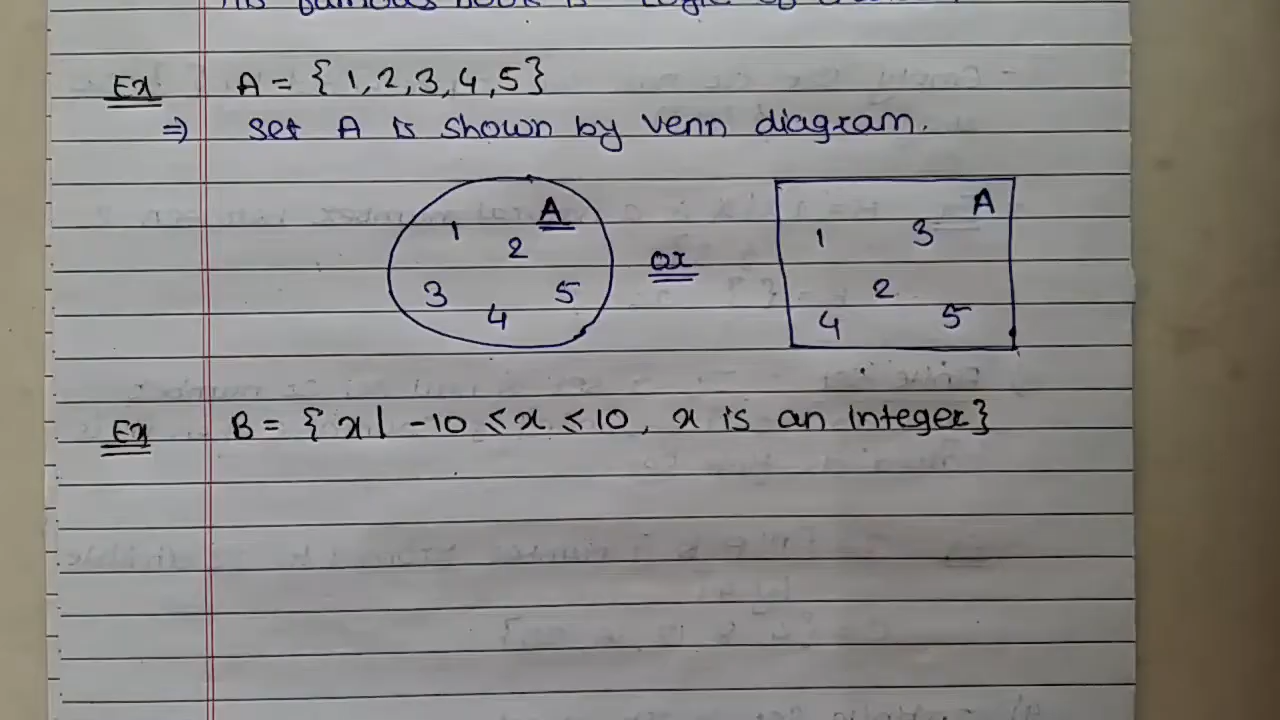 Ex A = { 1, 2, 3, 4, 5}
⇒ Set A is shown by venn diagram.
1 A
2
3 5
4
or
A
1 3
2
4 5
Ex B = { x | -10 ≤ x ≤ 10, x is an integer}